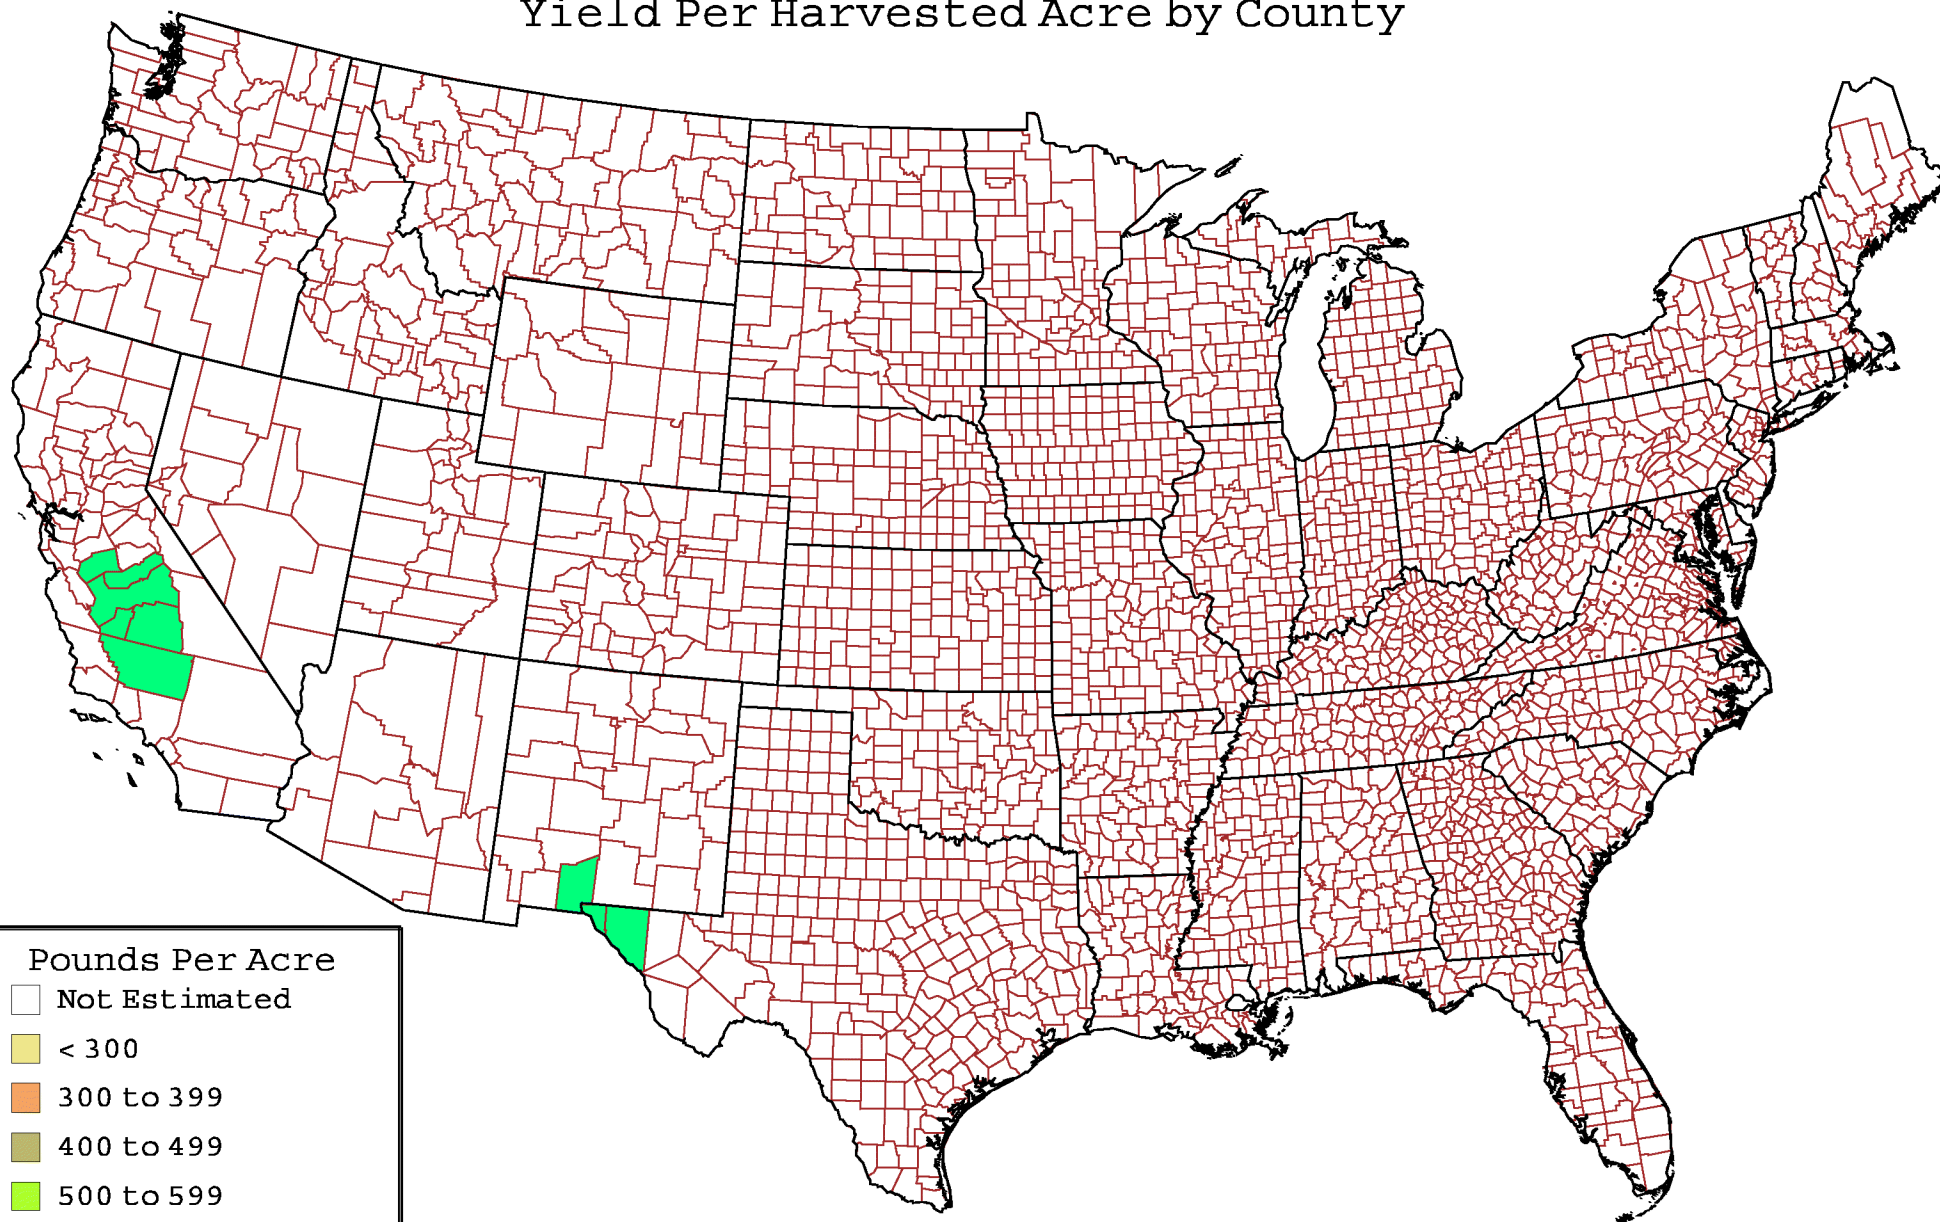 Yield Per Harvested Acre by County
Pounds Per Acre
Not Estimated
< 300
300 to 399
400 to 499
500 to 599